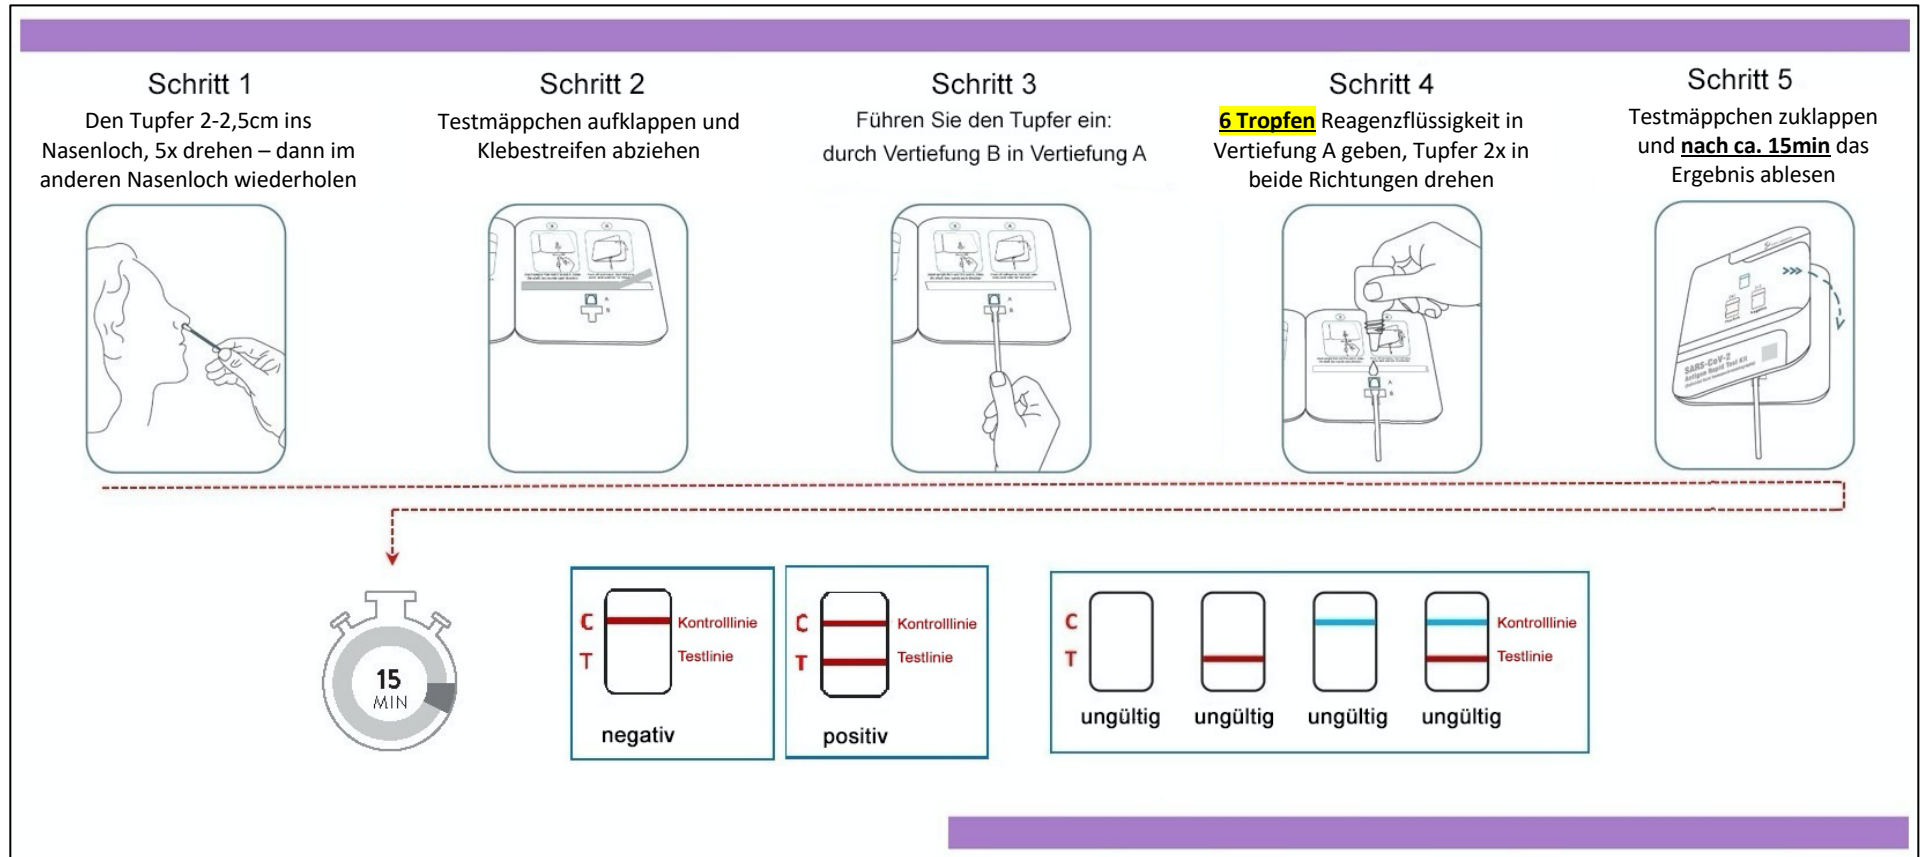 Schritt 1
Den Tupfer 2-2,5cm ins
Nasenloch, 5x drehen – dann im
anderen Nasenloch wiederholen
Schritt 2
Testmäppchen aufklappen und
Klebestreifen abziehen
Schritt 3
Führen Sie den Tupfer ein:
durch Vertiefung B in Vertiefung A
Schritt 4
6 Tropfen Reagenzflüssigkeit in
Vertiefung A geben, Tupfer 2x in
beide Richtungen drehen
Schritt 5
Testmäppchen zuklappen
und nach ca. 15min das
Ergebnis ablesen
A
B
A
B
A
B
SARS-CoV-2
Antigen Rapid Test Kit
15
MIN
C Kontrolllinie
T Testlinie
negativ
C Kontrolllinie
T Testlinie
positiv
C Kontrolllinie
T Testlinie
ungültig ungültig ungültig ungültig